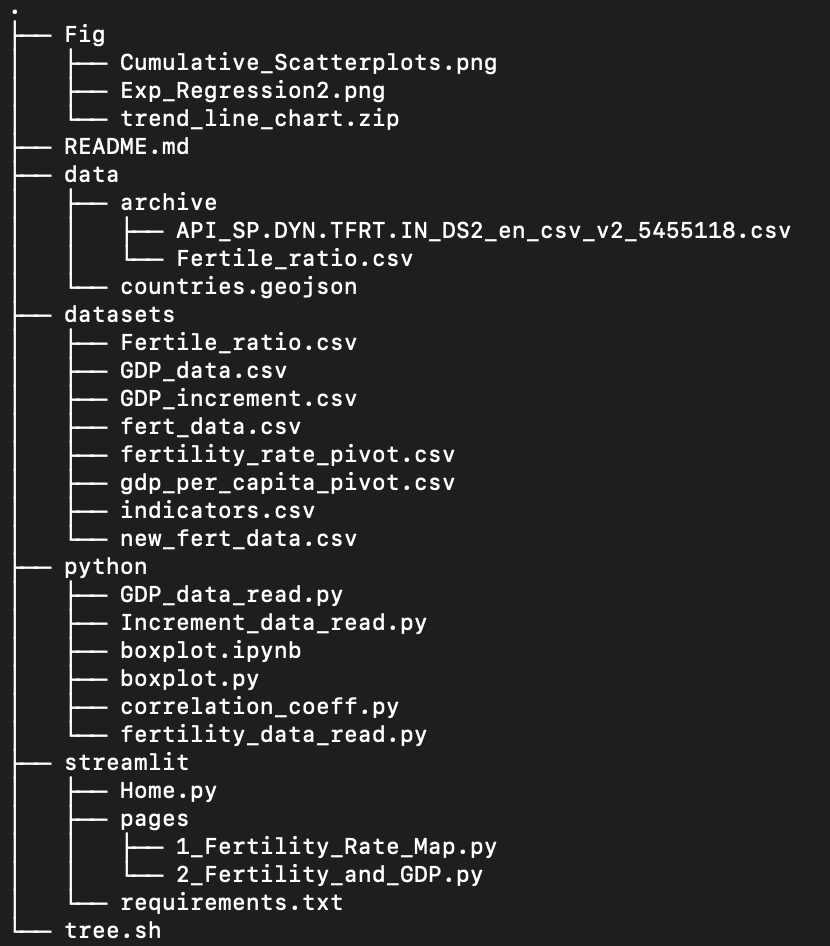 .
├── Fig
│   ├── Cumulative_Scatterplots.png
│   ├── Exp_Regression2.png
│   └── trend_line_chart.zip
├── README.md
├── data
│   ├── archive
│   │   ├── API_SP.DYN.TFRT.IN_DS2_en_csv_v2_5455118.csv
│   │   └── Fertile_ratio.csv
│   └── countries.geojson
├── datasets
│   ├── Fertile_ratio.csv
│   ├── GDP_data.csv
│   ├── GDP_increment.csv
│   ├── fert_data.csv
│   ├── fertility_rate_pivot.csv
│   ├── gdp_per_capita_pivot.csv
│   ├── indicators.csv
│   └── new_fert_data.csv
├── python
│   ├── GDP_data_read.py
│   ├── Increment_data_read.py
│   ├── boxplot.ipynb
│   ├── boxplot.py
│   ├── correlation_coeff.py
│   └── fertility_data_read.py
├── streamlit
│   ├── Home.py
│   ├── pages
│   │   ├── 1_Fertility_Rate_Map.py
│   │   └── 2_Fertility_and_GDP.py
│   └── requirements.txt
└── tree.sh